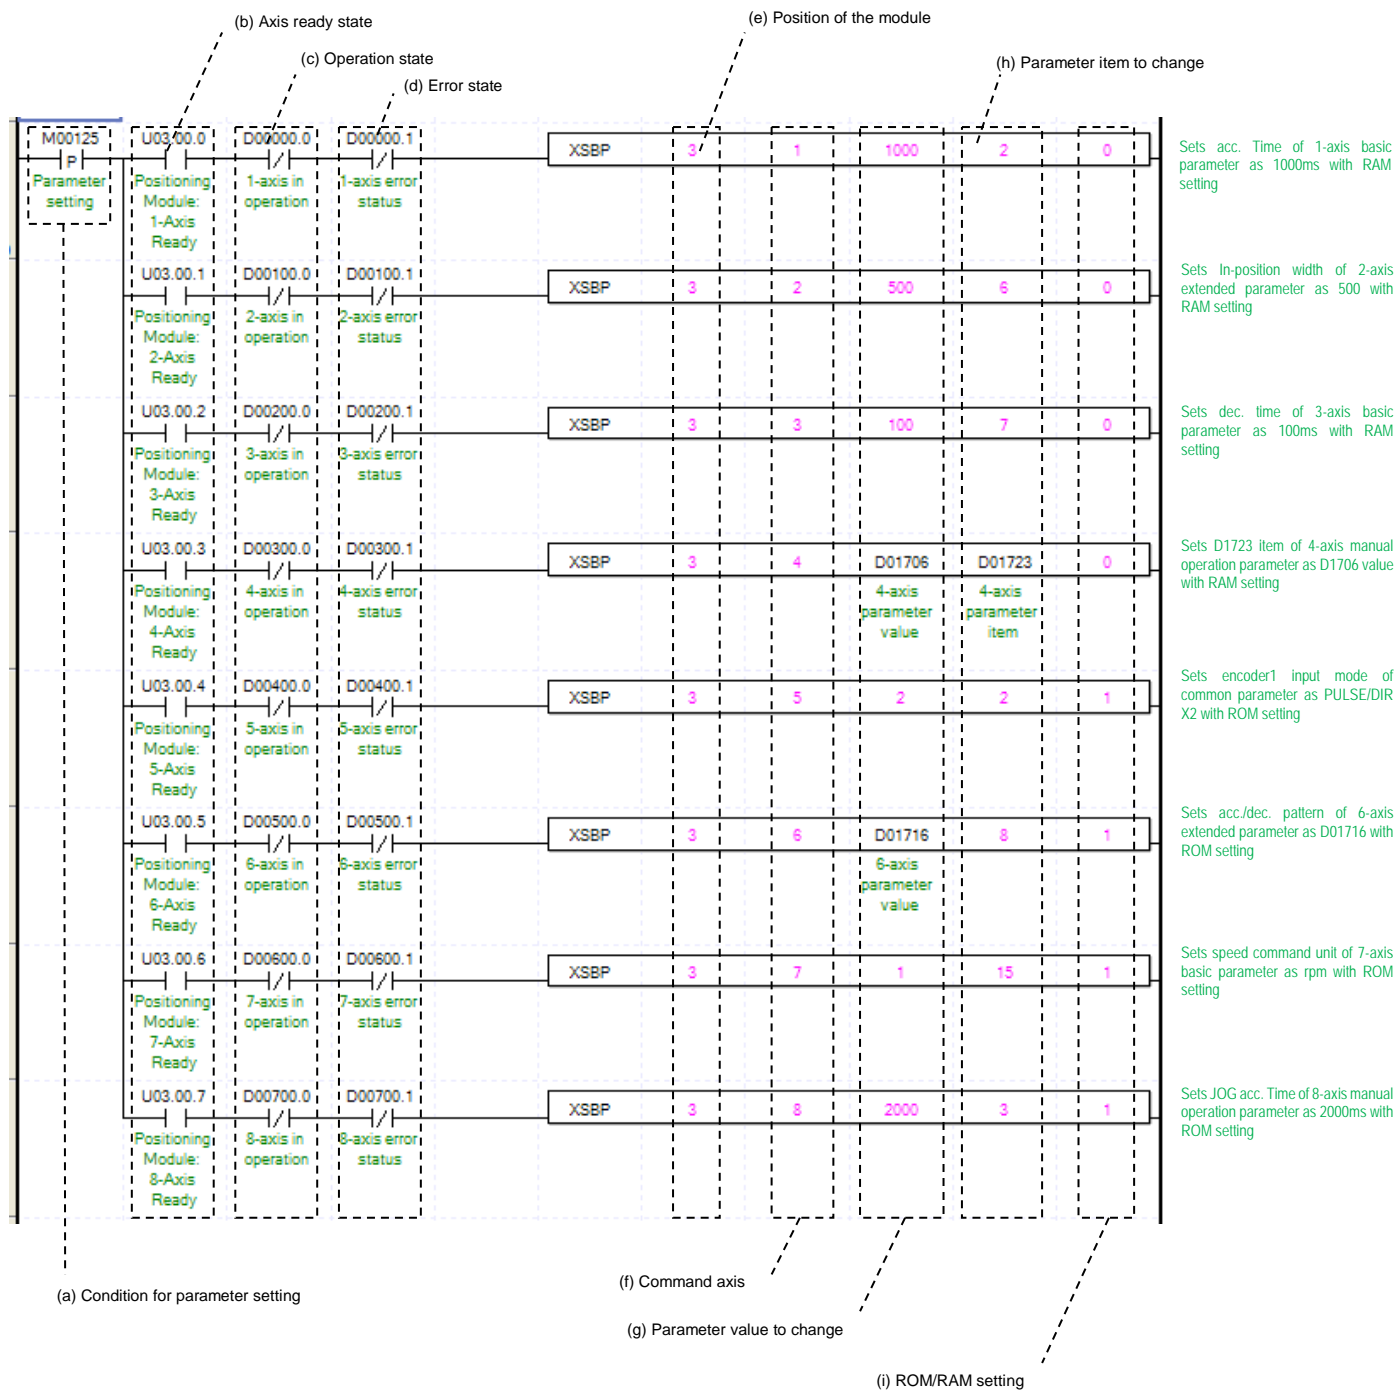 (b) Axis ready state
(e) Position of the module
(c) Operation state
(h) Parameter item to change
(d) Error state
M00125 U03.00.0 D00000.0 D00000.1
P XSBP 3 1 1000 2 0
Parameter setting
Positioning Module: 1-Axis Ready
1-axis in operation
1-axis error status
Sets acc. Time of 1-axis basic
parameter as 1000ms with RAM
setting
U03.00.1 D00100.0 D00100.1
XSBP 3 2 500 6 0
Positioning Module: 2-Axis Ready
2-axis in operation
2-axis error status
Sets In-position width of 2-axis
extended parameter as 500 with
RAM setting
U03.00.2 D00200.0 D00200.1
XSBP 3 3 100 7 0
Positioning Module: 3-Axis Ready
3-axis in operation
3-axis error status
Sets dec. time of 3-axis basic
parameter as 100ms with RAM
setting
U03.00.3 D00300.0 D00300.1
XSBP 3 4 D01706 D01723 0
Positioning Module: 4-Axis Ready
4-axis in operation
4-axis error status
4-axis parameter value
4-axis parameter item
Sets D1723 item of 4-axis manual
operation parameter as D1706 value
with RAM setting
U03.00.4 D00400.0 D00400.1
XSBP 3 5 2 2 1
Positioning Module: 5-Axis Ready
5-axis in operation
5-axis error status
Sets encoder1 input mode of
common parameter as PULSE/DIR
X2 with ROM setting
U03.00.5 D00500.0 D00500.1
XSBP 3 6 D01716 8 1
Positioning Module: 6-Axis Ready
6-axis in operation
6-axis error status
6-axis parameter value
Sets acc./dec. pattern of 6-axis
extended parameter as D01716 with
ROM setting
U03.00.6 D00600.0 D00600.1
XSBP 3 7 1 15 1
Positioning Module: 7-Axis Ready
7-axis in operation
7-axis error status
Sets speed command unit of 7-axis
basic parameter as rpm with ROM
setting
U03.00.7 D00700.0 D00700.1
XSBP 3 8 2000 3 1
Positioning Module: 8-Axis Ready
8-axis in operation
8-axis error status
Sets JOG acc. Time of 8-axis manual
operation parameter as 2000ms with
ROM setting
(f) Command axis
(a) Condition for parameter setting
(g) Parameter value to change
(i) ROM/RAM setting